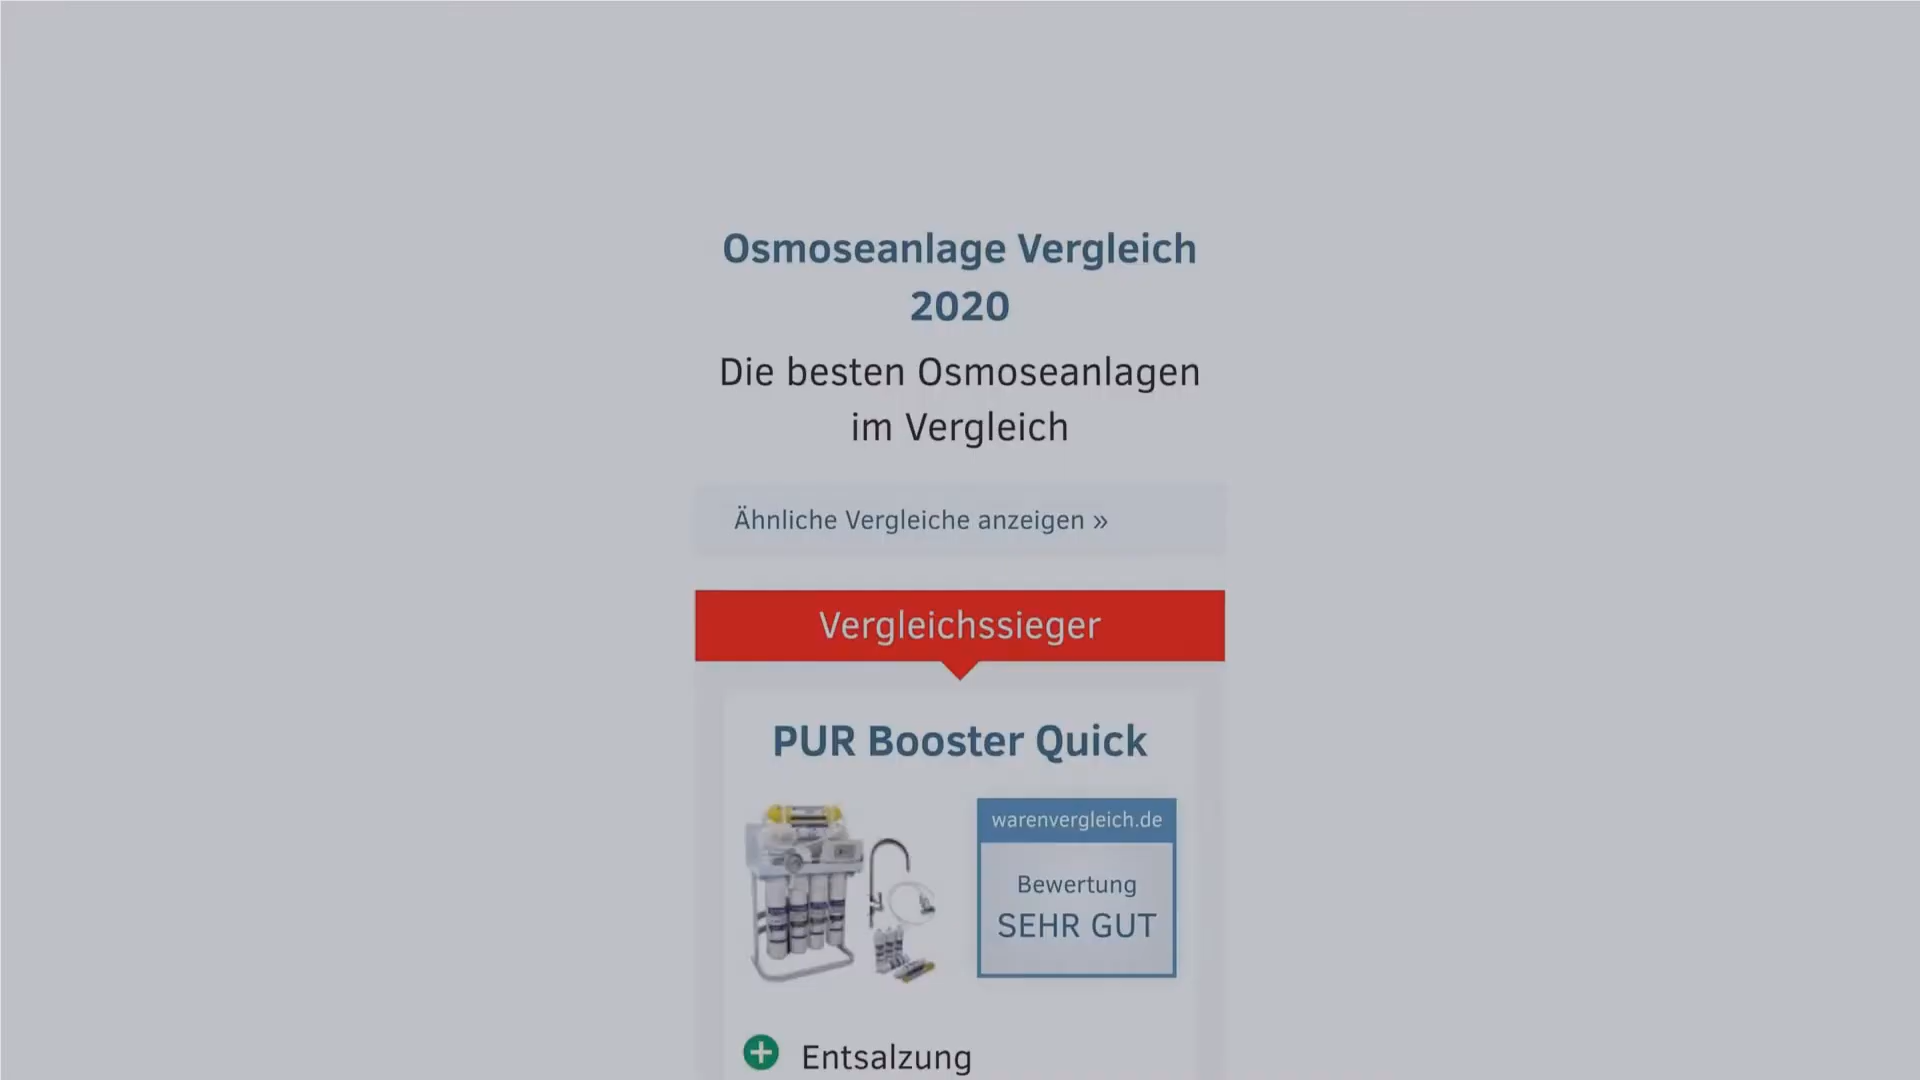 Osmoseanlage Vergleich
2020
Die besten Osmoseanlagen
im Vergleich
Ähnliche Vergleiche anzeigen »
Vergleichssieger
PUR Booster Quick
warenvergleich.de
Bewertung
SEHR GUT
Entsalzung